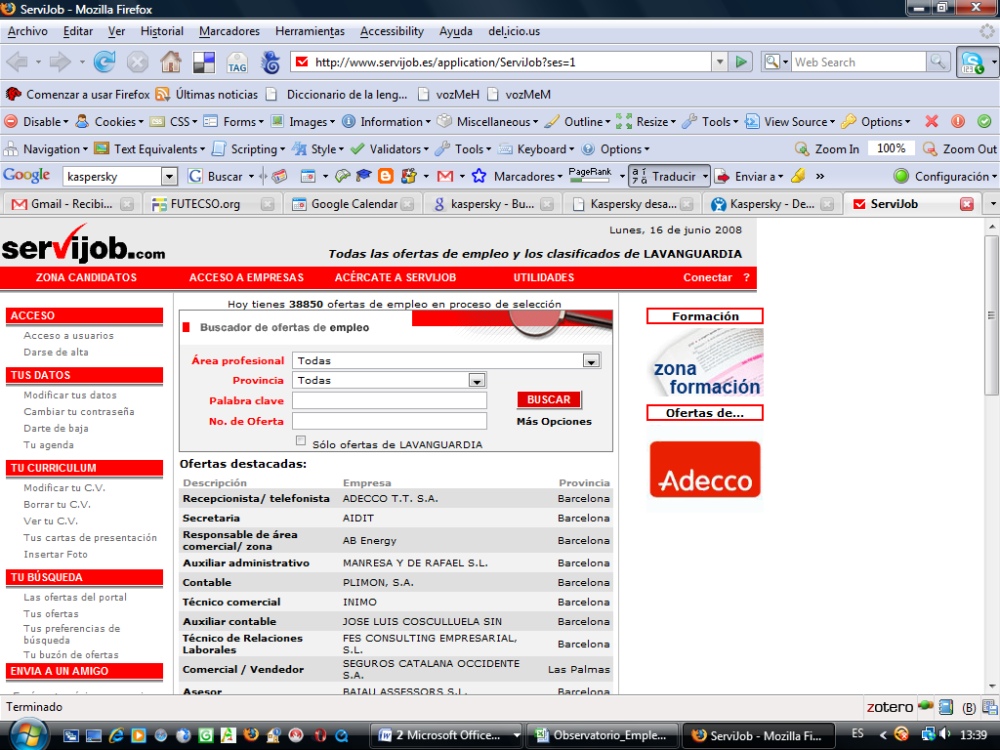 ServiJob - Mozilla Firefox
Archivo Editar Ver Historial Marcadores Herramientas Accessibility Ayuda del.icio.us
TAG http://www.servijob.es/application/ServiJob?ses=1 Web Search 123
Comenzar a usar Firefox Últimas noticias Diccionario de la leng... vozMeH vozMeM
Disable Cookies CSS Forms Images Information Miscellaneous Outline Resize Tools View Source Options
Navigation Text Equivalents Scripting Style Validators Tools Keyboard Options Zoom In 100% Zoom Out
Google kaspersky Buscar Marcadores PageRank Traducir Enviar a » Configuración
Gmail - Recibi... FUTECSO.org Google Calendar kaspersky - Bu... Kaspersky desa... Kaspersky - De... ServiJob
servijob.com
Lunes, 16 de junio 2008
Todas las ofertas de empleo y los clasificados de LAVANGUARDIA
ZONA CANDIDATOS ACCESO A EMPRESAS ACÉRCATE A SERVIJOB UTILIDADES Conectar ?
ACCESO
Acceso a usuarios
Darse de alta
TUS DATOS
Modificar tus datos
Cambiar tu contraseña
Darte de baja
Tu agenda
TU CURRICULUM
Modificar tu C.V.
Borrar tu C.V.
Ver tu C.V.
Tus cartas de presentación
Insertar Foto
TU BÚSQUEDA
Las ofertas del portal
Tus ofertas
Tus preferencias de
búsqueda
Tu buzón de ofertas
ENVIA A UN AMIGO
Hoy tienes 38850 ofertas de empleo en proceso de selección
Buscador de ofertas de empleo
Área profesional Todas
Provincia Todas
Palabra clave BUSCAR
No. de Oferta Más Opciones
Sólo ofertas de LAVANGUARDIA
Ofertas destacadas:
Descripción Empresa Provincia
Recepcionista/ telefonista ADECCO T.T. S.A. Barcelona
Secretaria AIDIT Barcelona
Responsable de área
comercial/ zona AB Energy Barcelona
Auxiliar administrativo MANRESA Y DE RAFAEL S.L. Barcelona
Contable PLIMON, S.A. Barcelona
Técnico comercial INIMO Barcelona
Auxiliar contable JOSE LUIS COSCULLUELA SIN Barcelona
Técnico de Relaciones
Laborales FES CONSULTING EMPRESARIAL,
S.L. Barcelona
Comercial / Vendedor SEGUROS CATALANA OCCIDENTE
S.A. Las Palmas
Asesor BAIAU ASSESSORS S.L. Barcelona
Formación
zona
formación
Ofertas de...
Adecco
Terminado zotero (B)
2 Microsoft Office... Observatorio_Emple... ServiJob - Mozilla Fi... ES 13:39